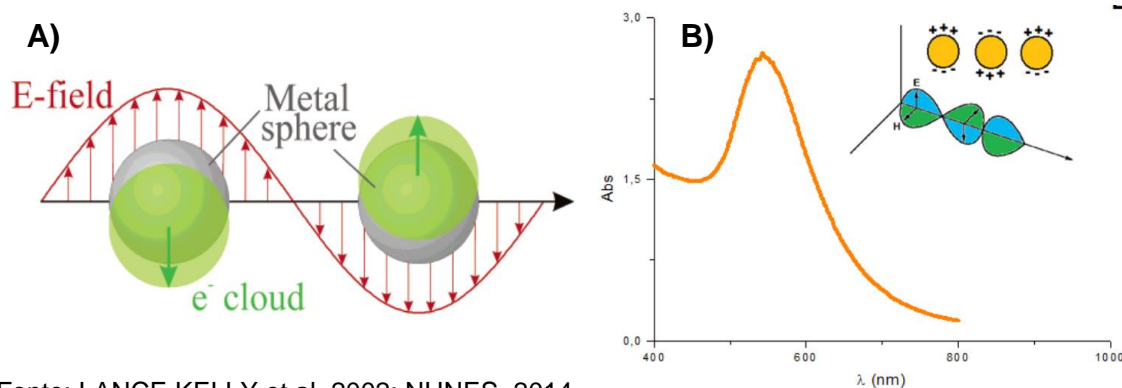 A)
E-field
Metal
sphere
e⁻ cloud
B)
3,0
1,5
0,0
Abs
400
600
800
1000
λ (nm)
+++
---
+++
---
+++
---
E
H